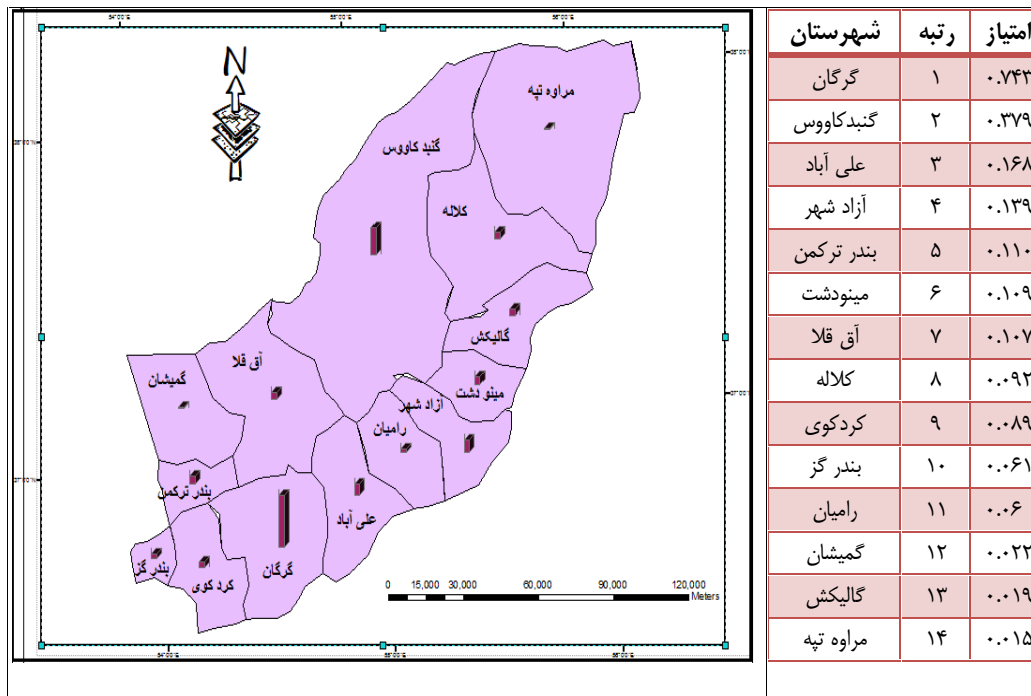 امتیاز رتبه شهرستان
۰.۷۴۳ ۱ گرگان
۰.۳۷۹ ۲ گنبدکاووس
۰.۱۶۸ ۳ علی آباد
۰.۱۳۹ ۴ آزاد شهر
۰.۱۱۰ ۵ بندر ترکمن
۰.۱۰۹ ۶ مینودشت
۰.۱۰۷ ۷ آق قلا
۰.۰۹۲ ۸ کلاله
۰.۰۸۹ ۹ کردکوی
۰.۰۶۱ ۱۰ بندر گز
۰.۰۶ ۱۱ رامیان
۰.۰۲۲ ۱۲ گمیشان
۰.۰۱۹ ۱۳ گالیکش
۰.۰۱۵ ۱۴ مراوه تپه
N
مراوه تپه
گنبد کاووس
کلاله
گالیکش
آق قلا
گمیشان
مینو دشت
آزاد شهر
رامیان
بندر ترکمن
علی آباد
بندر گز
کرد کوی
گرگان
0 15,000 30,000 60,000 90,000 120,000
Meters